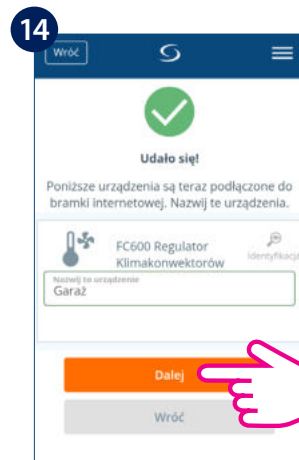 14
Wróć
Udało się!
Poniższe urządzenia są teraz podłączone do
bramki internetowej. Nazwij te urządzenia.
FC600 Regulator
Klimakonwektorów
Identyfikacja
Nazwij to urządzenie
Garaż
Dalej
Wróć